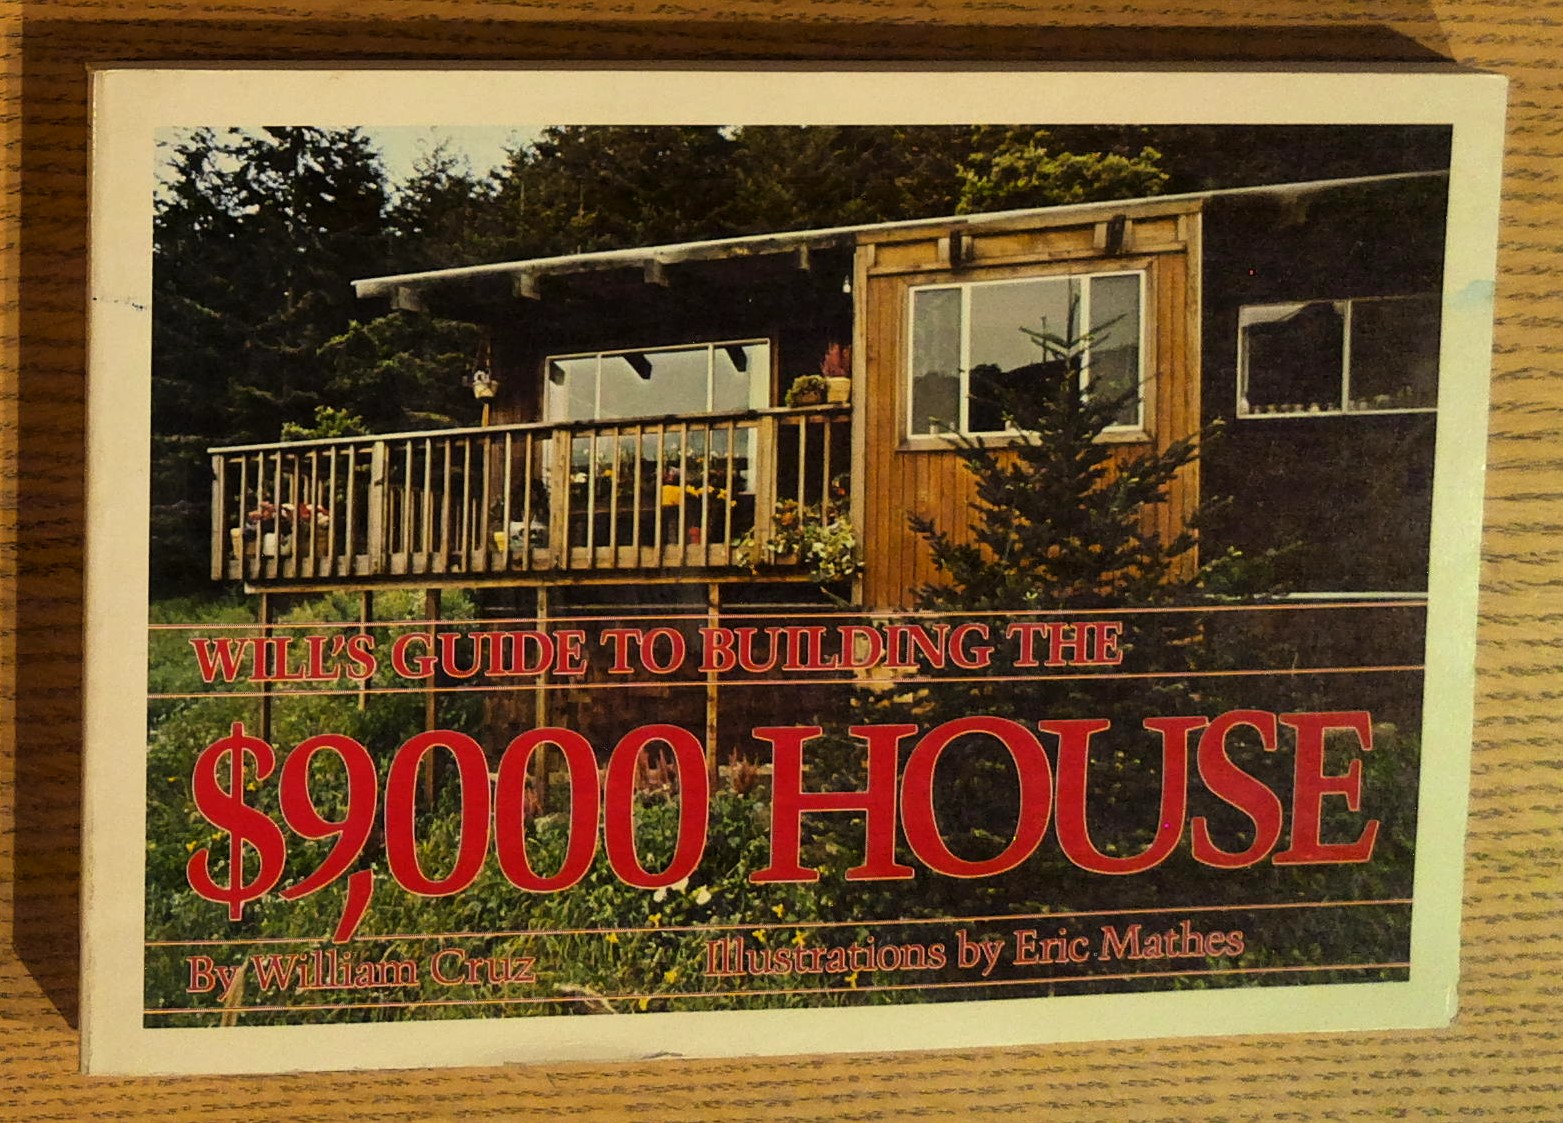 WILL'S GUIDE TO BUILDING THE
$9,000 HOUSE
By William Cruz Illustrations by Eric Mathes